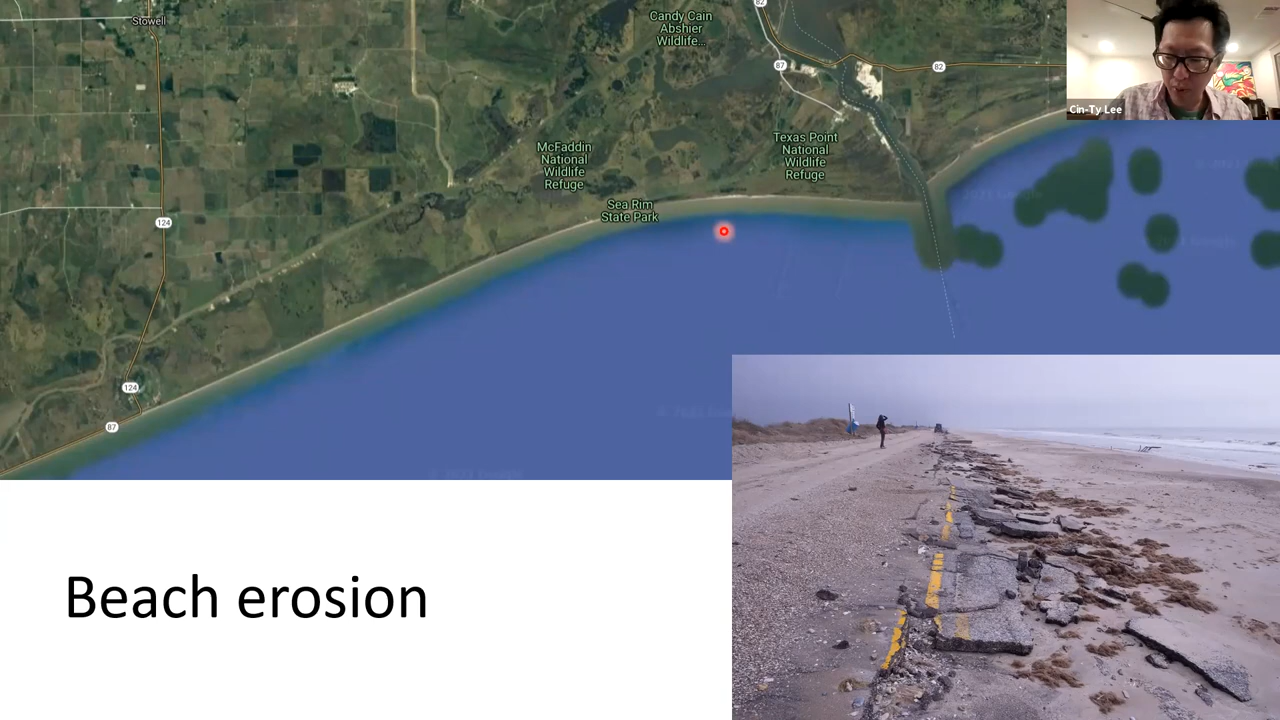 Stowell
Candy Cain
Abshier
Wildlife...
82
87
82
Cin-Ty Lee
McFaddin
National
Wildlife
Refuge
Texas Point
National
Wildlife
Refuge
Sea Rim
State Park
124
124
87
Beach erosion